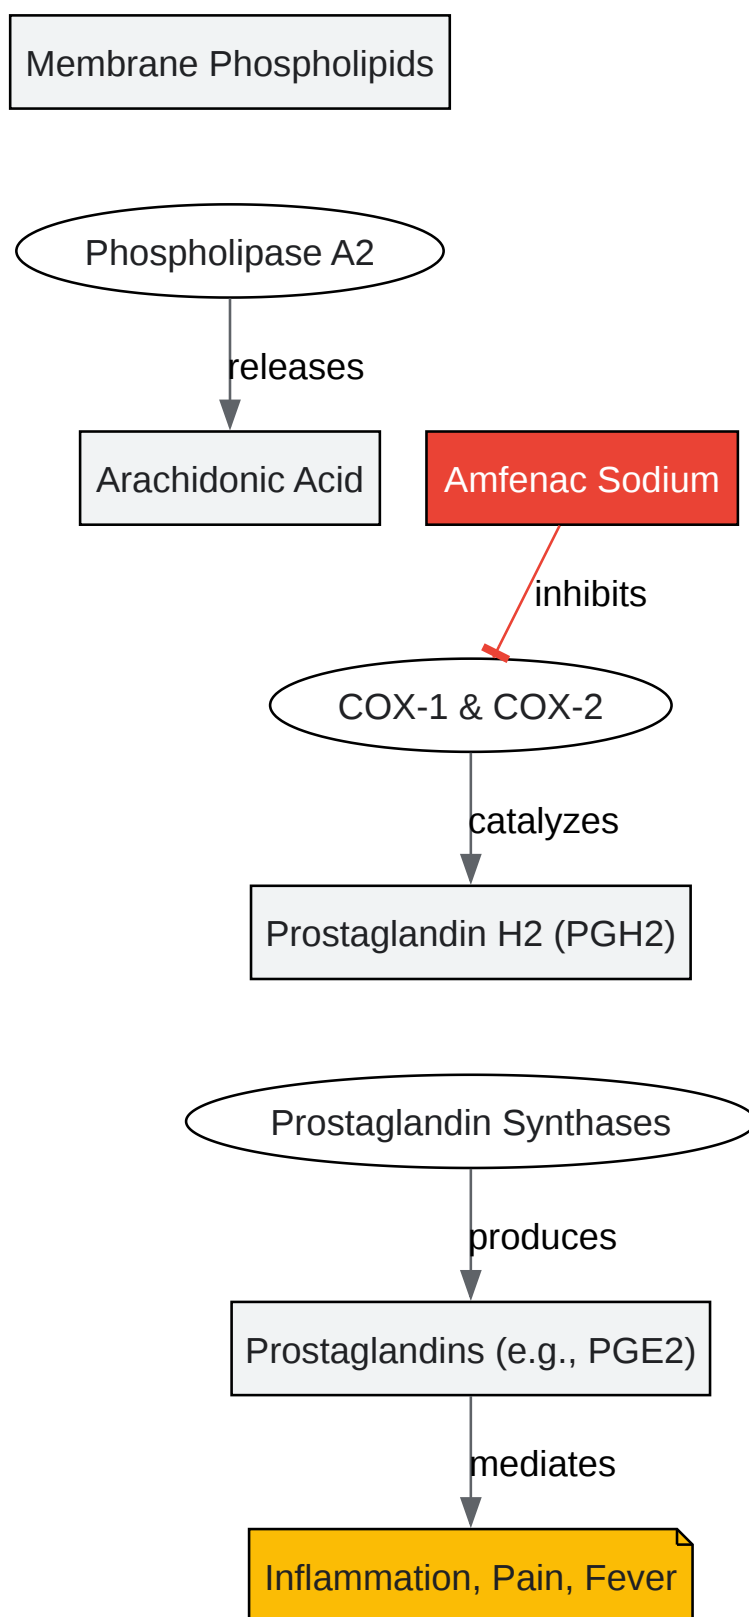 Membrane Phospholipids
Phospholipase A2
releases
Arachidonic Acid
Amfenac Sodium
inhibits
COX-1 & COX-2
catalyzes
Prostaglandin H2 (PGH2)
Prostaglandin Synthases
produces
Prostaglandins (e.g., PGE2)
mediates
Inflammation, Pain, Fever